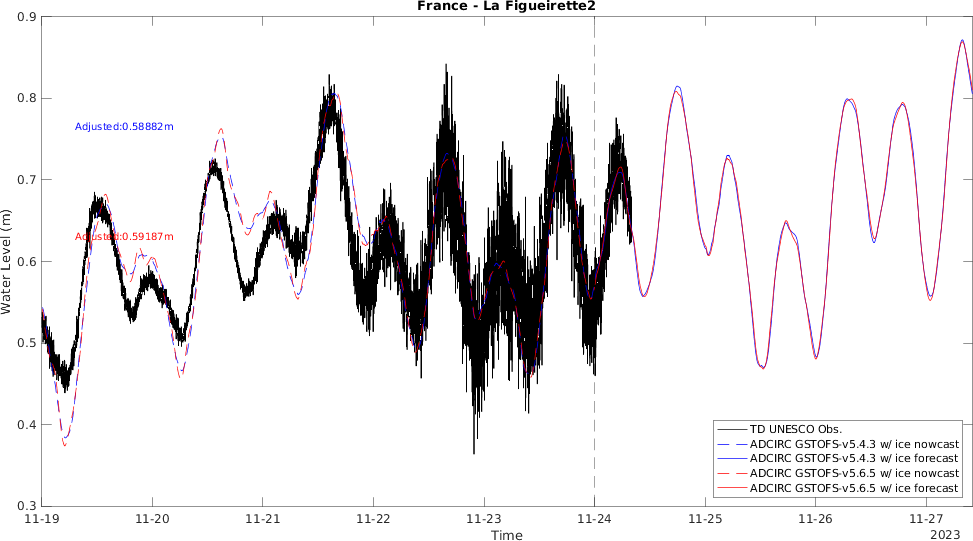 France - La Figueirette2
0.9
0.8
0.7
0.6
0.5
0.4
0.3
Water Level (m)
Adjusted:0.58882m
Adjusted:0.59187m
TD UNESCO Obs.
ADCIRC GSTOFS-v5.4.3 w/ ice nowcast
ADCIRC GSTOFS-v5.4.3 w/ ice forecast
ADCIRC GSTOFS-v5.6.5 w/ ice nowcast
ADCIRC GSTOFS-v5.6.5 w/ ice forecast
11-19 11-20 11-21 11-22 11-23 11-24 11-25 11-26 11-27
Time
2023